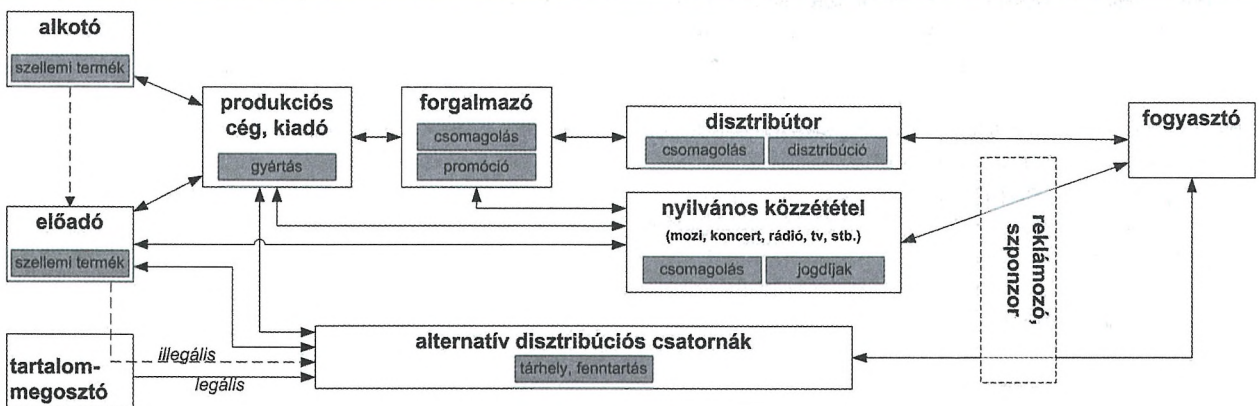 alkotó
szellemi termék
produkciós
cég, kiadó
gyártás
forgalmazó
csomagolás
promóció
disztribútor
csomagolás
disztribúció
fogyasztó
előadó
szellemi termék
nyilvános közzététel
(mozi, koncert, rádió, tv, stb.)
csomagolás
jogdíjak
reklámozó,
szponzor
tartalom-
megosztó
illegális
legális
alternatív disztribúciós csatornák
tárhely, fenntartás